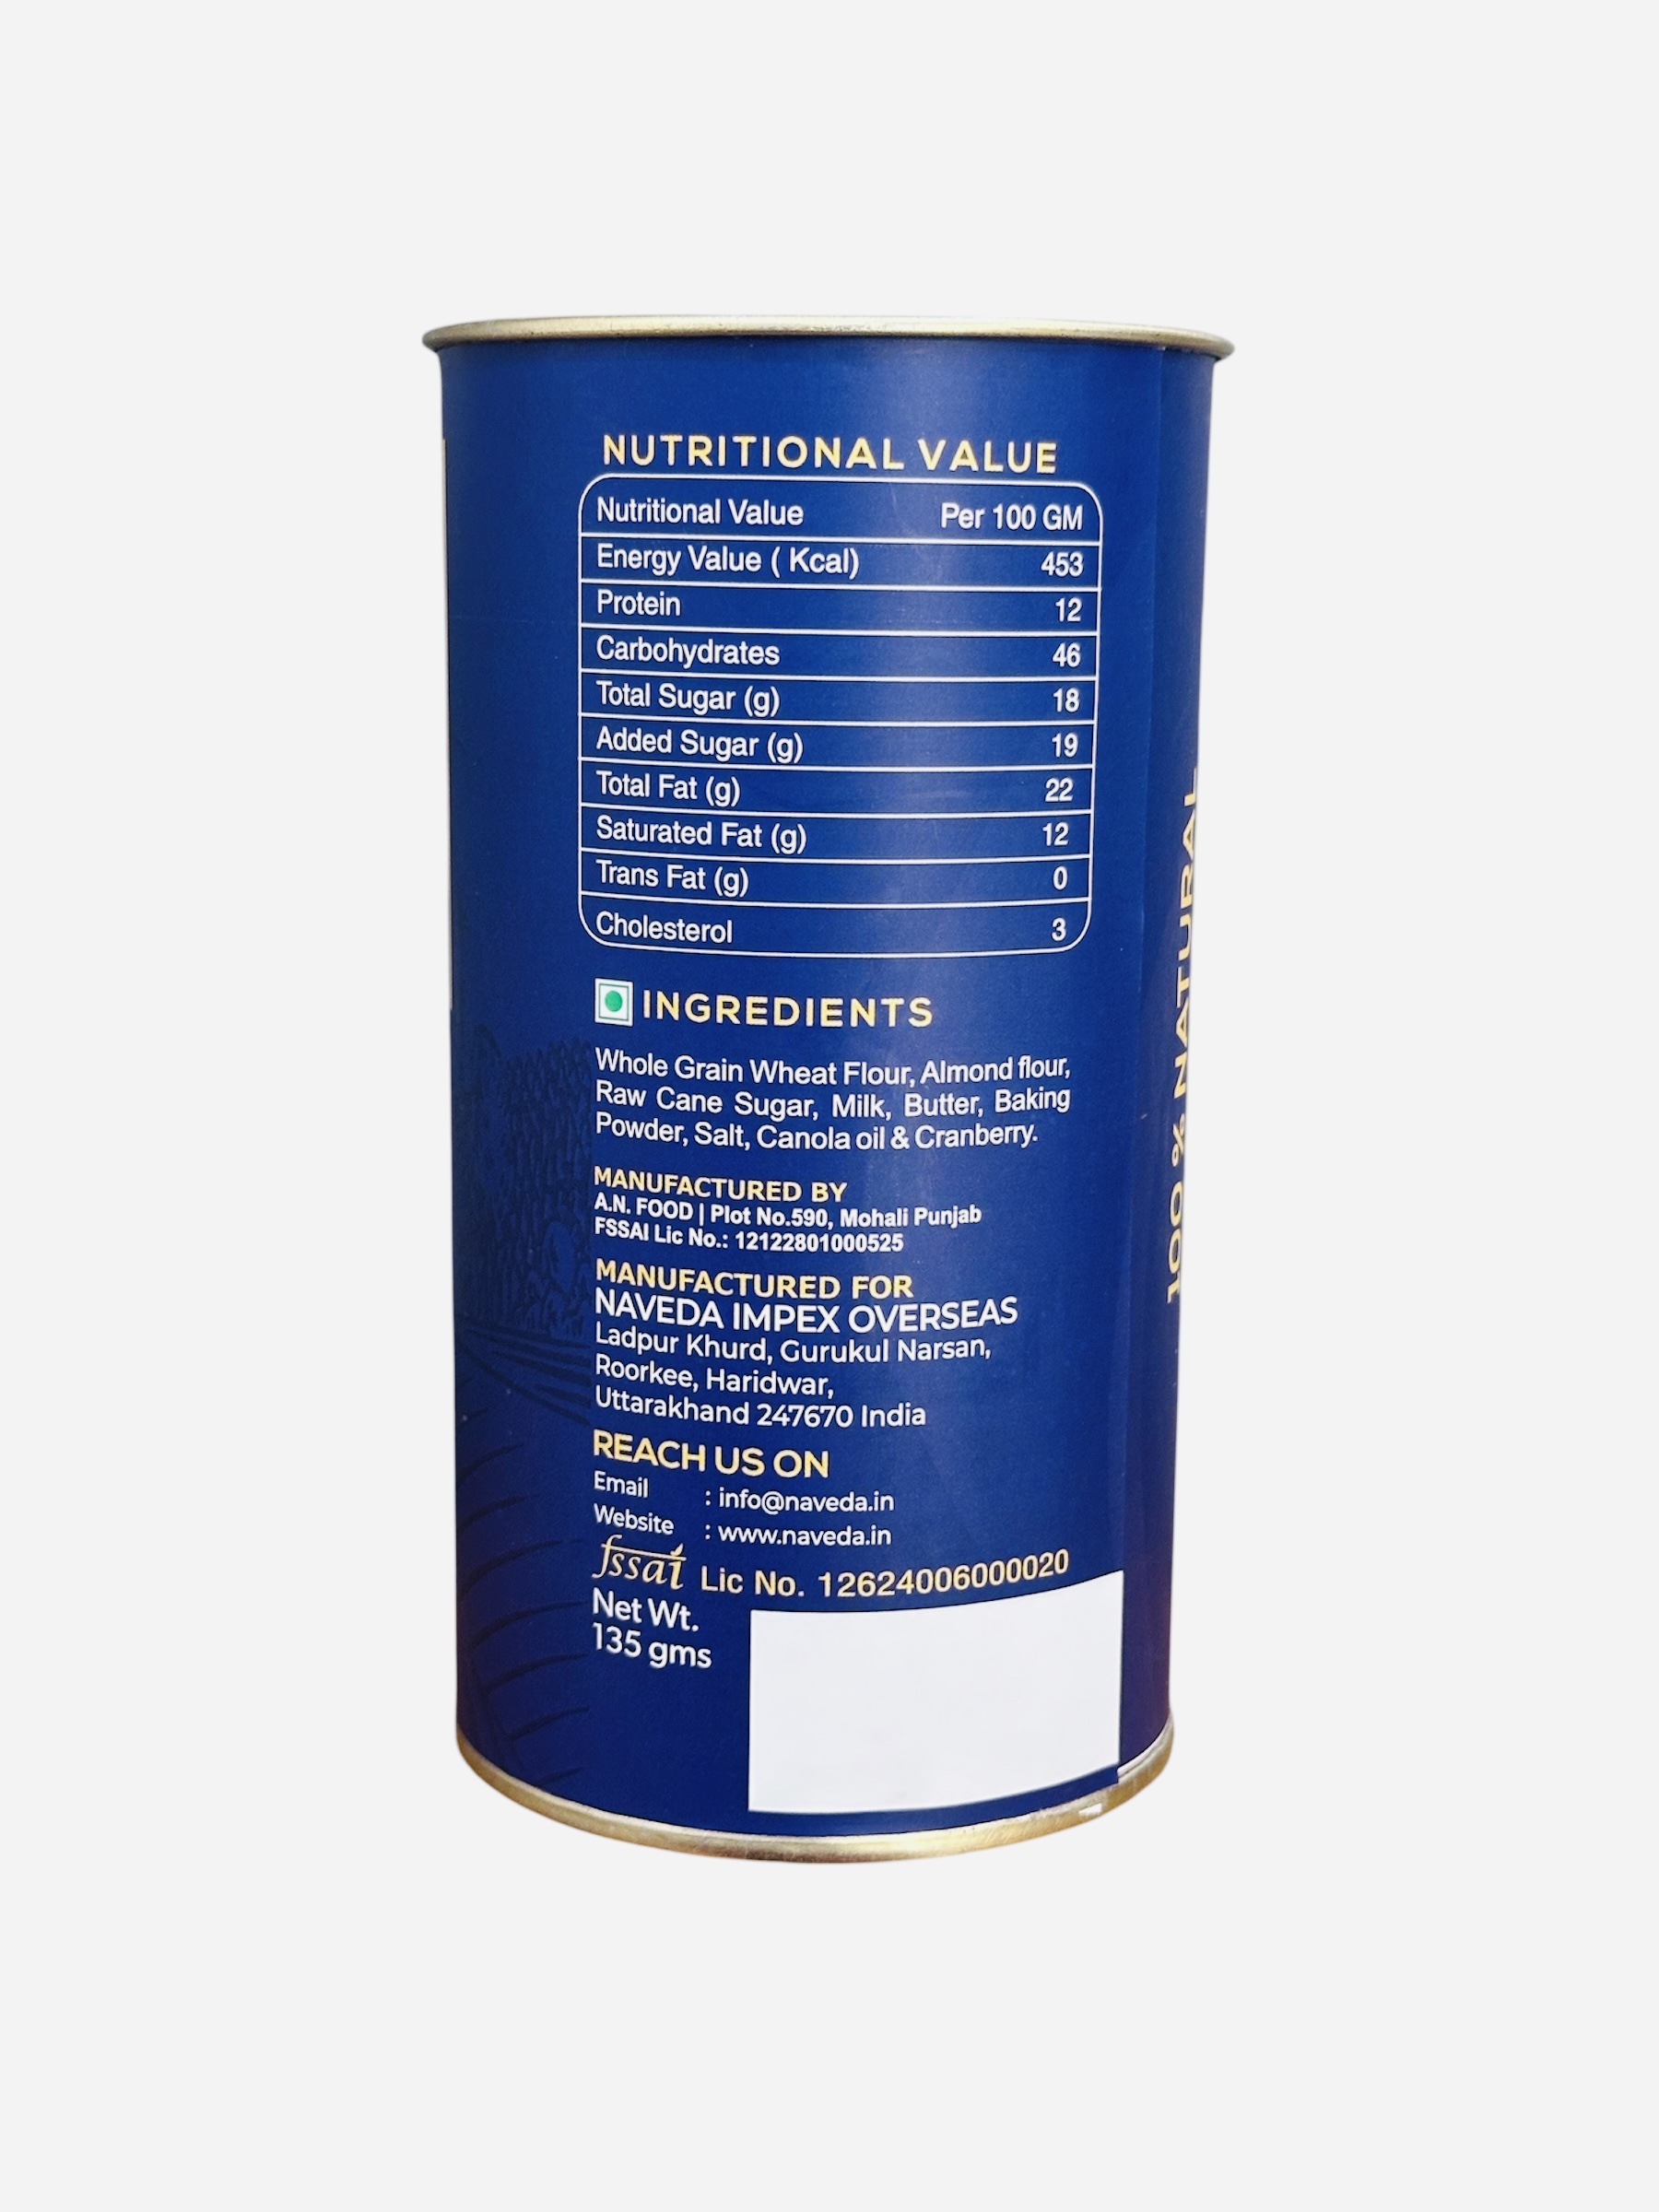 NUTRITIONAL VALUE
Nutritional Value Per 100 GM
Energy Value ( Kcal) 453
Protein 12
Carbohydrates 46
Total Sugar (g) 18
Added Sugar (g) 19
Total Fat (g) 22
Saturated Fat (g) 12
Trans Fat (g) 0
Cholesterol 3
INGREDIENTS
Whole Grain Wheat Flour, Almond flour,
Raw Cane Sugar, Milk, Butter, Baking
Powder, Salt, Canola oil & Cranberry.
MANUFACTURED BY
A.N. FOOD | Plot No.590, Mohali Punjab
FSSAI Lic No.: 12122801000525
MANUFACTURED FOR
NAVEDA IMPEX OVERSEAS
Ladpur Khurd, Gurukul Narsan,
Roorkee, Haridwar,
Uttarakhand 247670 India
REACH US ON
Email : info@naveda.in
Website : www.naveda.in
fssai Lic No. 12624006000020
Net Wt.
135 gms
100 % NATURAL